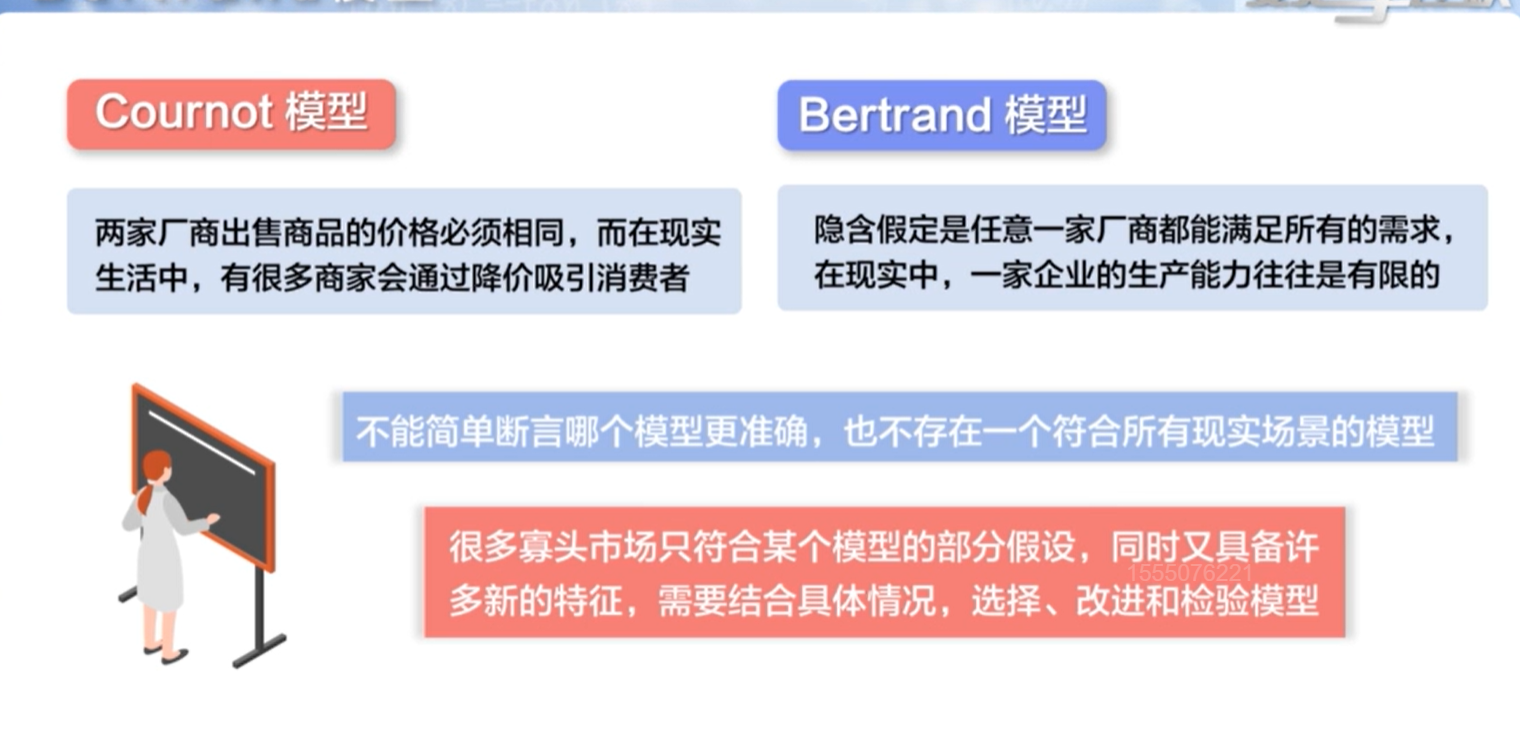 模型
Cournot 模型
Bertrand 模型
两家厂商出售商品的价格必须相同，而在现实
生活中，有很多商家会通过降价吸引消费者
隐含假定是任意一家厂商都能满足所有的需求，
在现实中，一家企业的生产能力往往是有限的
不能简单断言哪个模型更准确，也不存在一个符合所有现实场景的模型
很多寡头市场只符合某个模型的部分假设，同时又具备许
多新的特征，需要结合具体情况，选择、改进和检验模型
1555076221